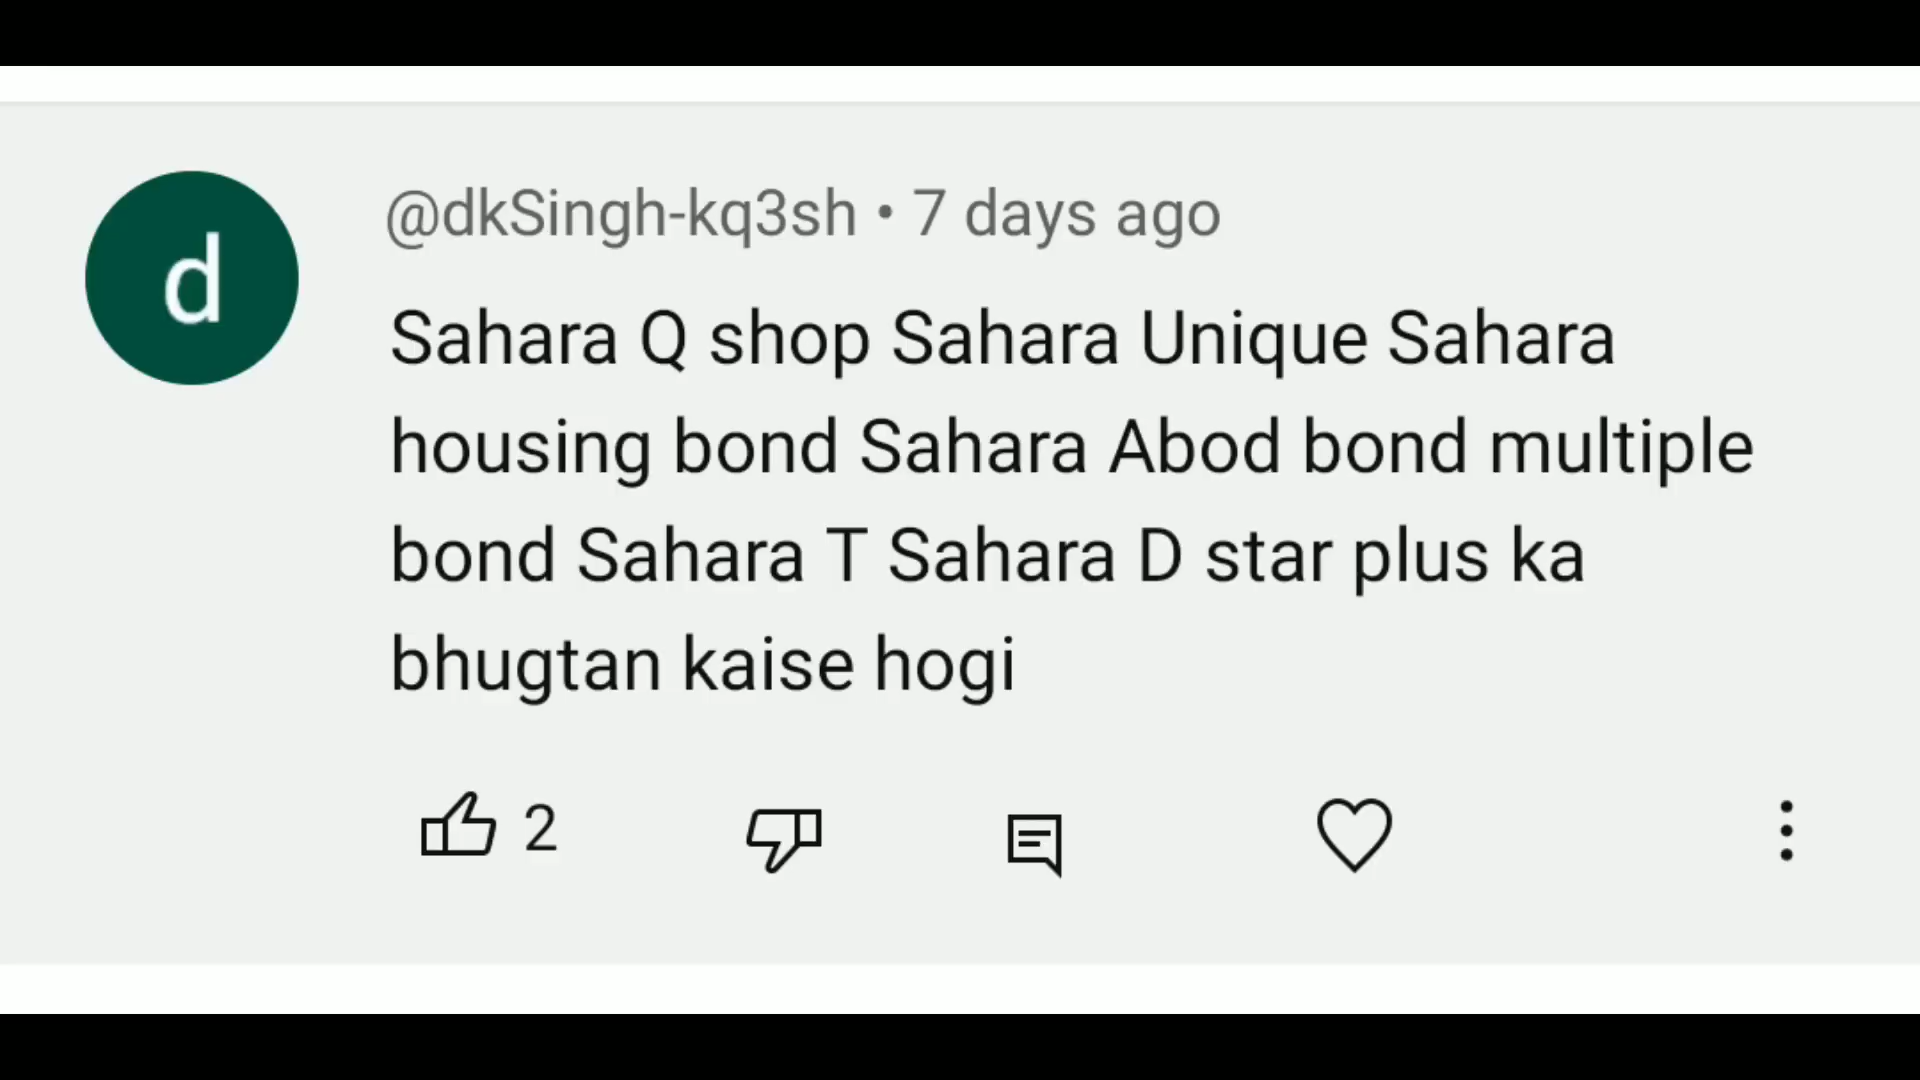 d
@dkSingh-kq3sh • 7 days ago
Sahara Q shop Sahara Unique Sahara
housing bond Sahara Abod bond multiple
bond Sahara T Sahara D star plus ka
bhugtan kaise hogi
2